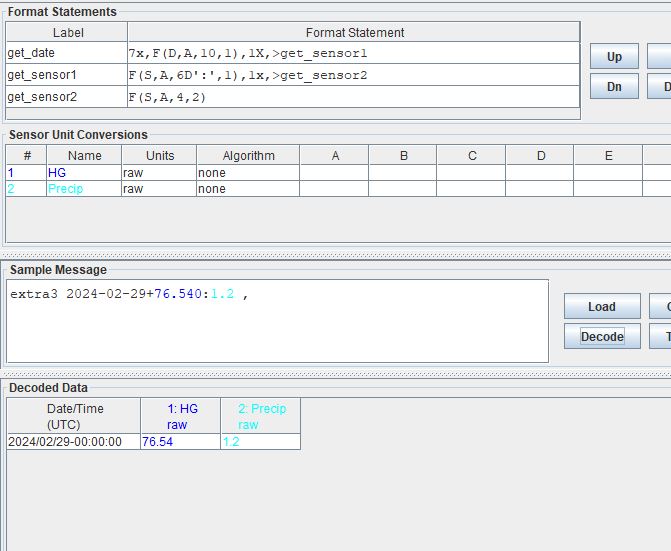 Format Statements
Label Format Statement
get_date 7x,F(D,A,10,1),1X,>get_sensor1
get_sensor1 F(S,A,6D':',1),1x,>get_sensor2
get_sensor2 F(S,A,4,2)
Up
Dn D
Sensor Unit Conversions
# Name Units Algorithm A B C D E
1 HG raw none
2 Precip raw none
Sample Message
extra3 2024-02-29+76.540:1.2 ,
Load C
Decode T
Decoded Data
Date/Time 1: HG 2: Precip
(UTC) raw raw
2024/02/29-00:00:00 76.54 1.2